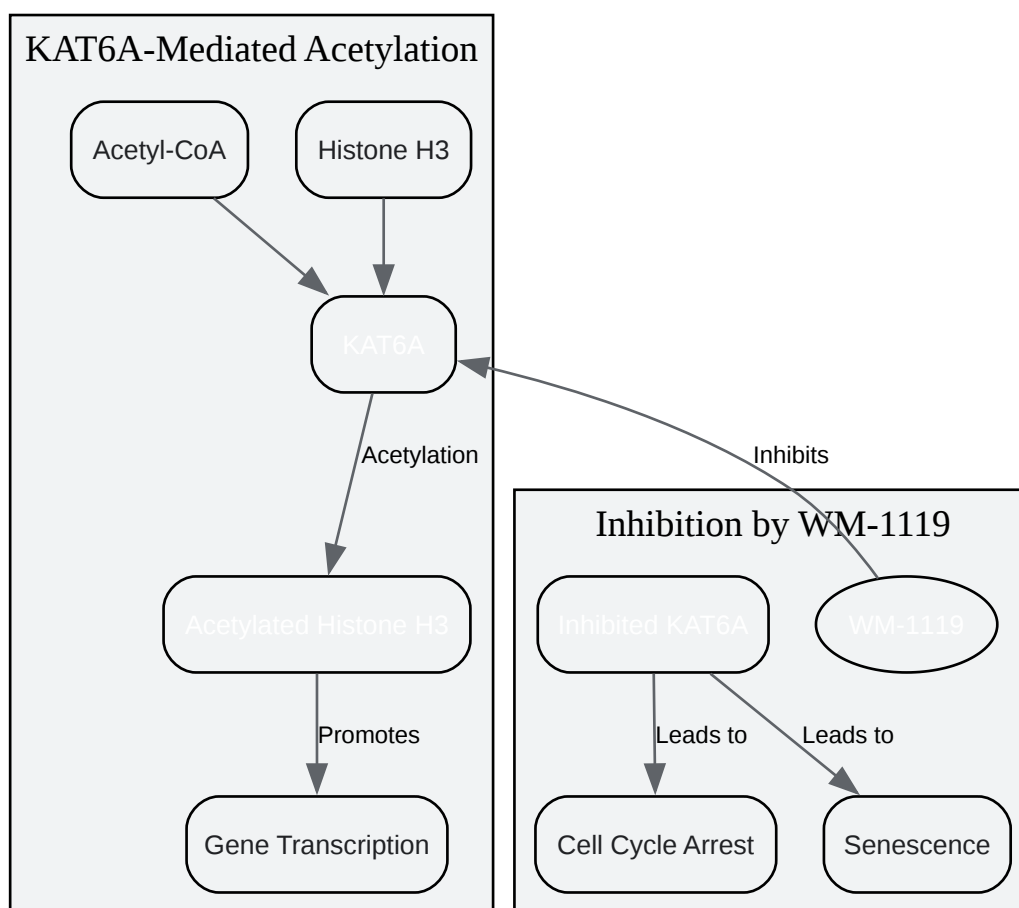 KAT6A-Mediated Acetylation
Acetyl-CoA
Histone H3
KAT6A
Acetylation
Inhibits
Inhibition by WM-1119
Acetylated Histone H3
Inhibited KAT6A
WM-1119
Promotes
Leads to
Leads to
Gene Transcription
Cell Cycle Arrest
Senescence